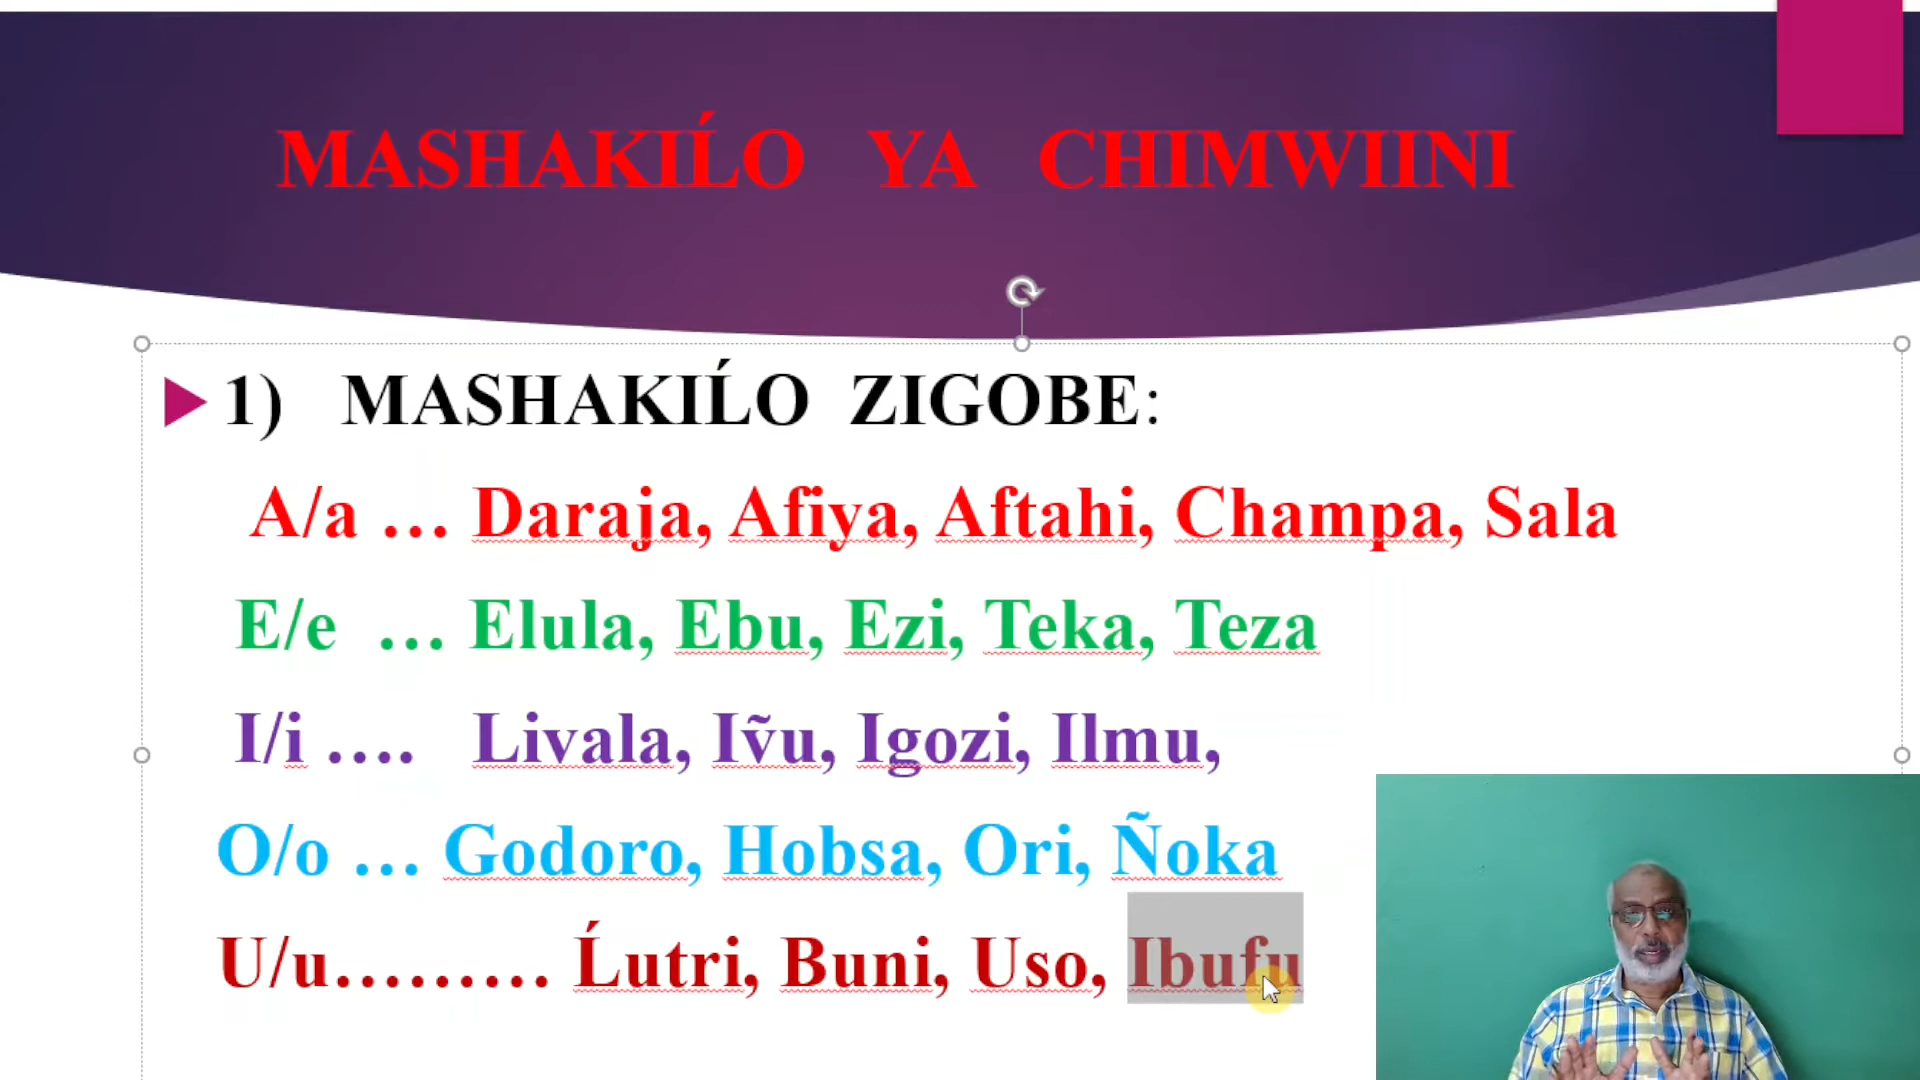 MASHAKIĹO YA CHIMWIINI
1) MASHAKIĹO ZIGOBE:
A/a … Daraja, Afiya, Aftahi, Champa, Sala
E/e … Elula, Ebu, Ezi, Teka, Teza
I/i …. Livala, Iṽu, Igozi, Ilmu,
O/o … Godoro, Hobsa, Ori, Ñoka
U/u……… Ĺutri, Buni, Uso, Ibufu